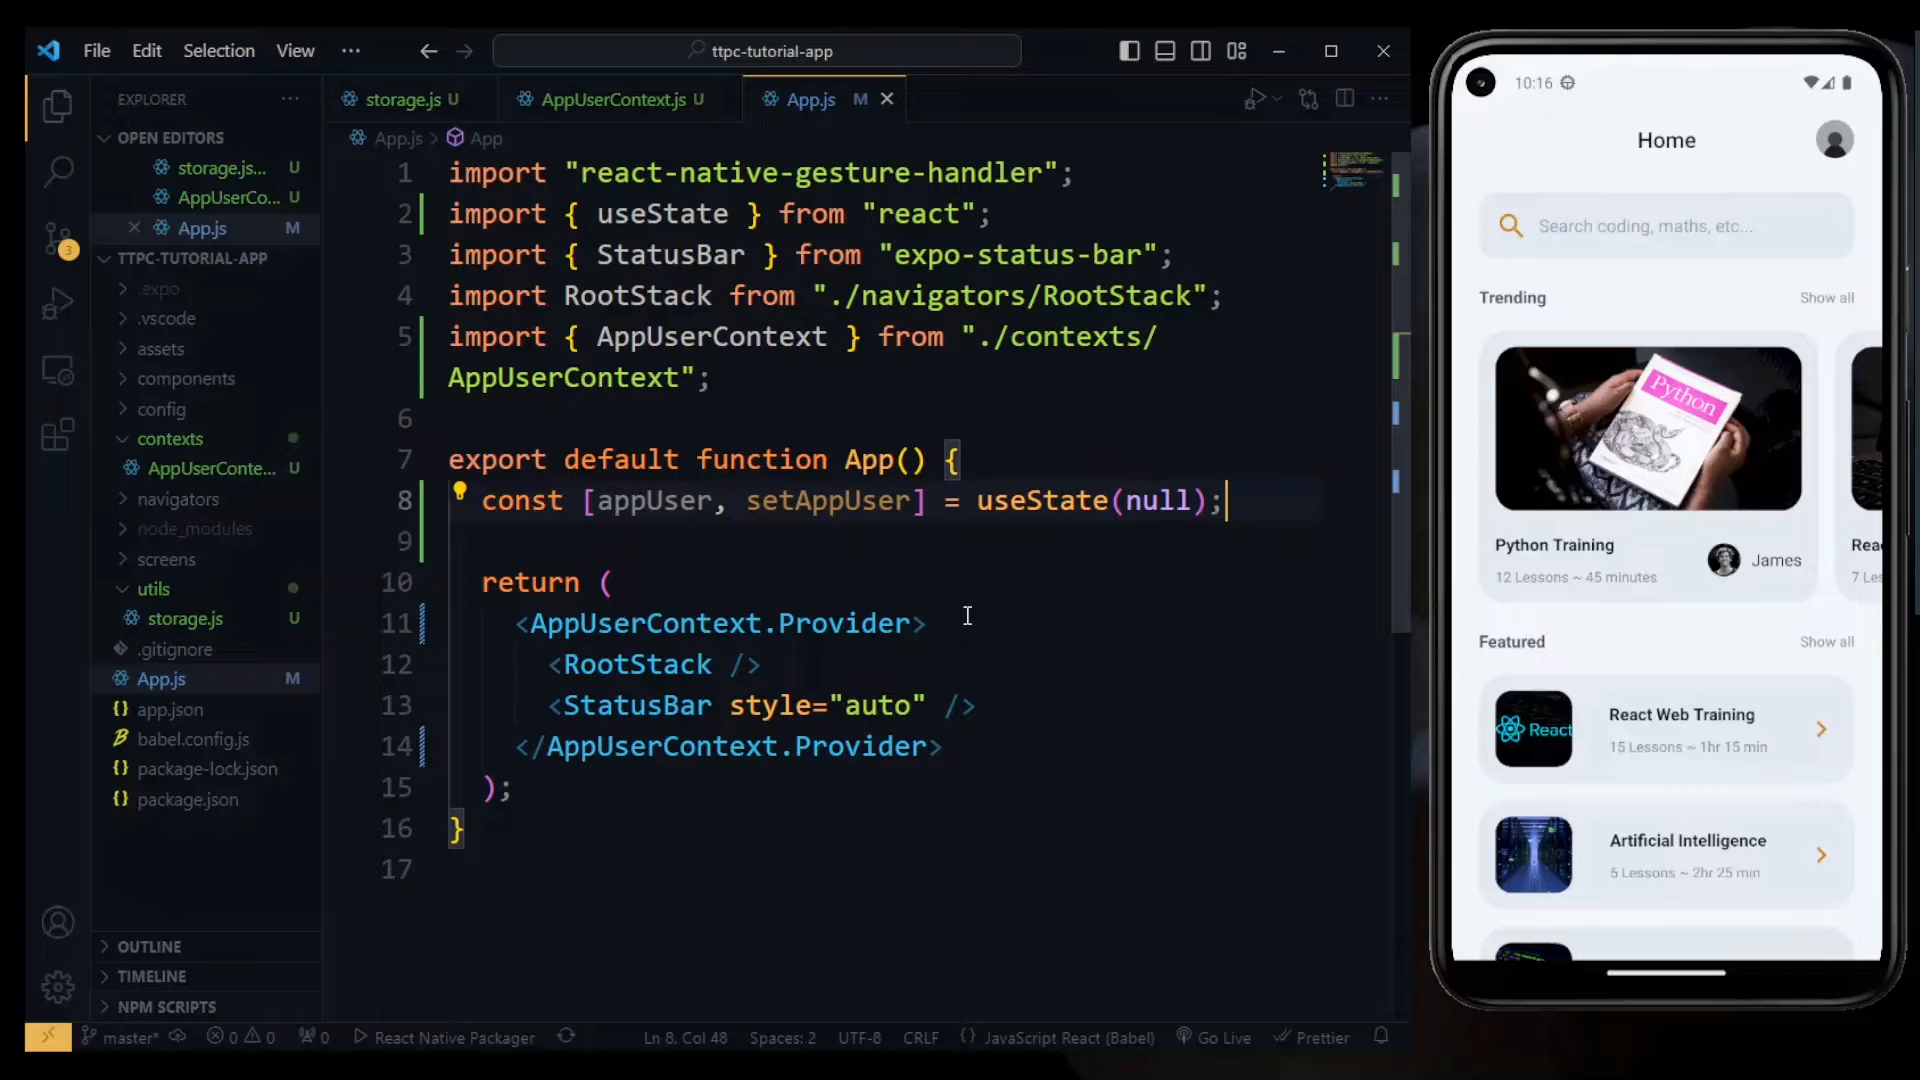 File Edit Selection View ··· ttpc-tutorial-app
EXPLORER ···
OPEN EDITORS
storage.js... U
AppUserCo... U
App.js M
TTPC-TUTORIAL-APP
.expo
.vscode
assets
components
config
contexts
AppUserConte... U
navigators
node_modules
screens
utils
storage.js U
.gitignore
App.js M
app.json
babel.config.js
package-lock.json
package.json
OUTLINE
TIMELINE
NPM SCRIPTS
storage.js U AppUserContext.js U App.js M
App.js > App
1 import "react-native-gesture-handler";
2 import { useState } from "react";
3 import { StatusBar } from "expo-status-bar";
4 import RootStack from "./navigators/RootStack";
5 import { AppUserContext } from "./contexts/
AppUserContext";
6
7 export default function App() {
8 const [appUser, setAppUser] = useState(null);
9
10 return (
11 <AppUserContext.Provider>
12 <RootStack />
13 <StatusBar style="auto" />
14 </AppUserContext.Provider>
15 );
16 }
17
3
master* 0 0 0 React Native Packager Ln 8, Col 48 Spaces: 2 UTF-8 CRLF {} JavaScript React (Babel) Go Live Prettier
10:16
Home
Search coding, maths, etc...
Trending Show all
Python
Python Training
12 Lessons ~ 45 minutes
James
Rea
7 Les
Featured Show all
React
React Web Training
15 Lessons ~ 1hr 15 min
Artificial Intelligence
5 Lessons ~ 2hr 25 min